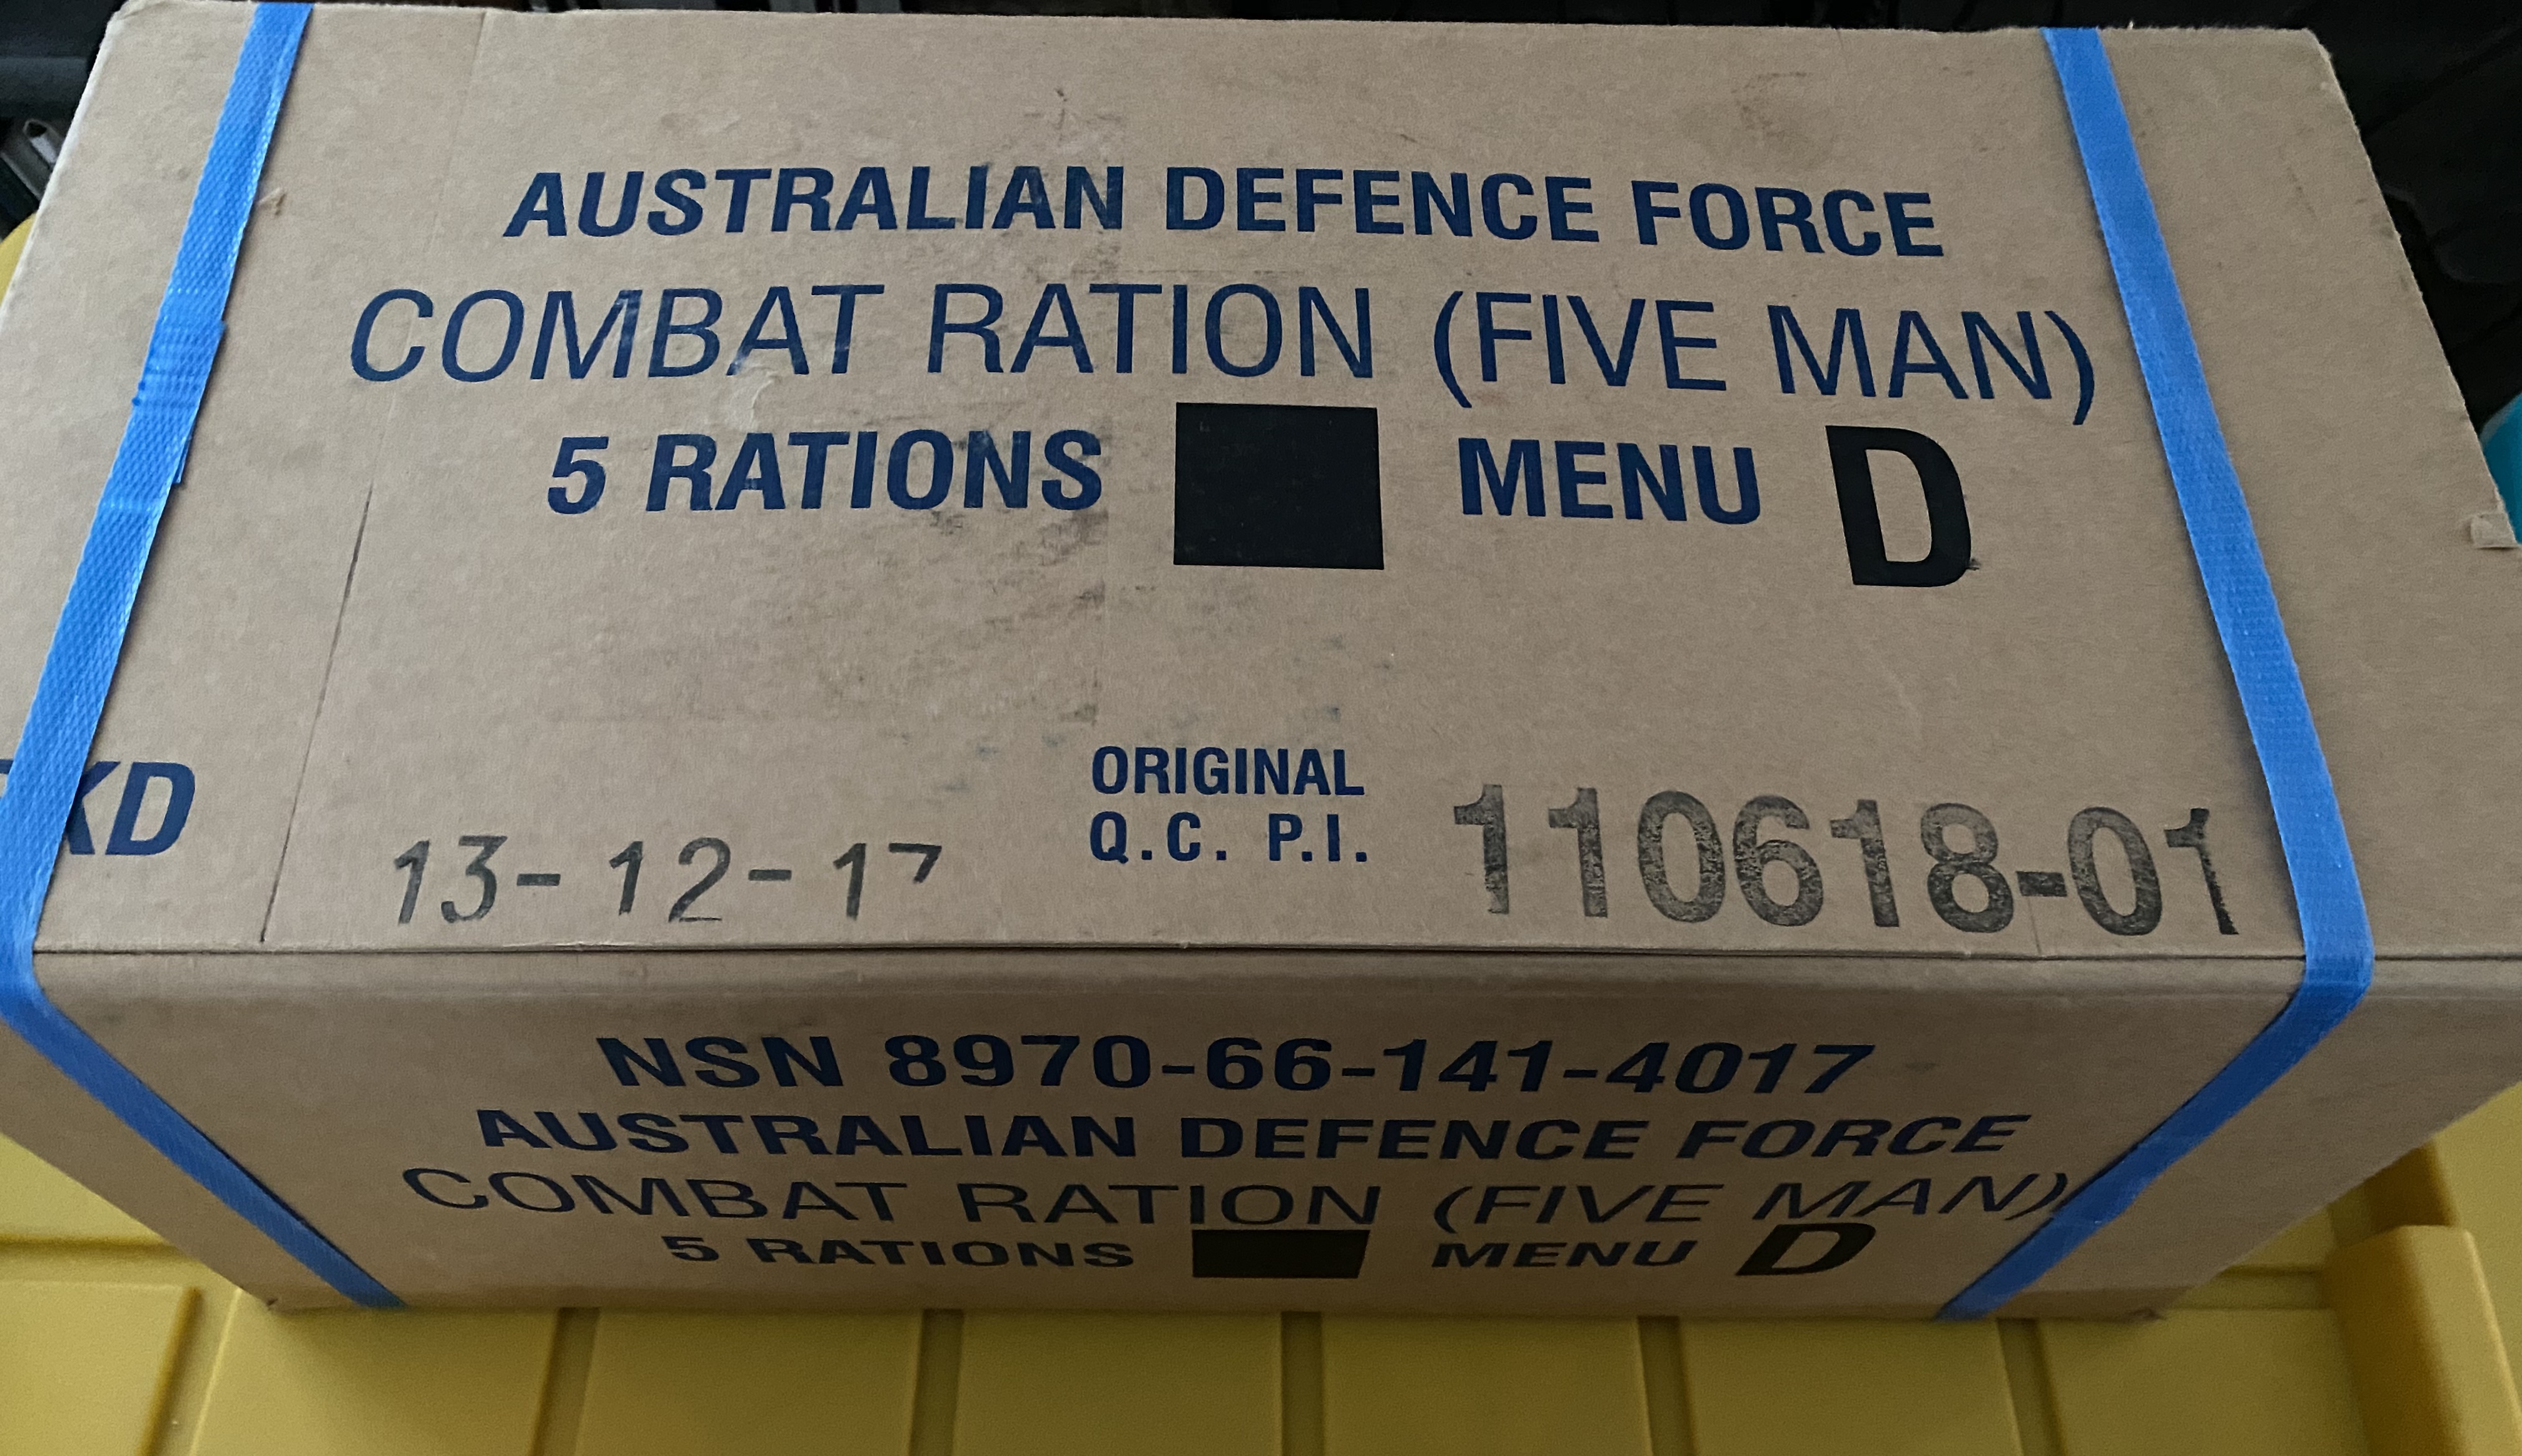 AUSTRALIAN DEFENCE FORCE
COMBAT RATION (FIVE MAN)
5 RATIONS MENU D
KD 13-12-17
ORIGINAL
Q.C. P.I. 110618-01
NSN 8970-66-141-4017
AUSTRALIAN DEFENCE FORCE
COMBAT RATION (FIVE MAN)
5 RATIONS MENU D